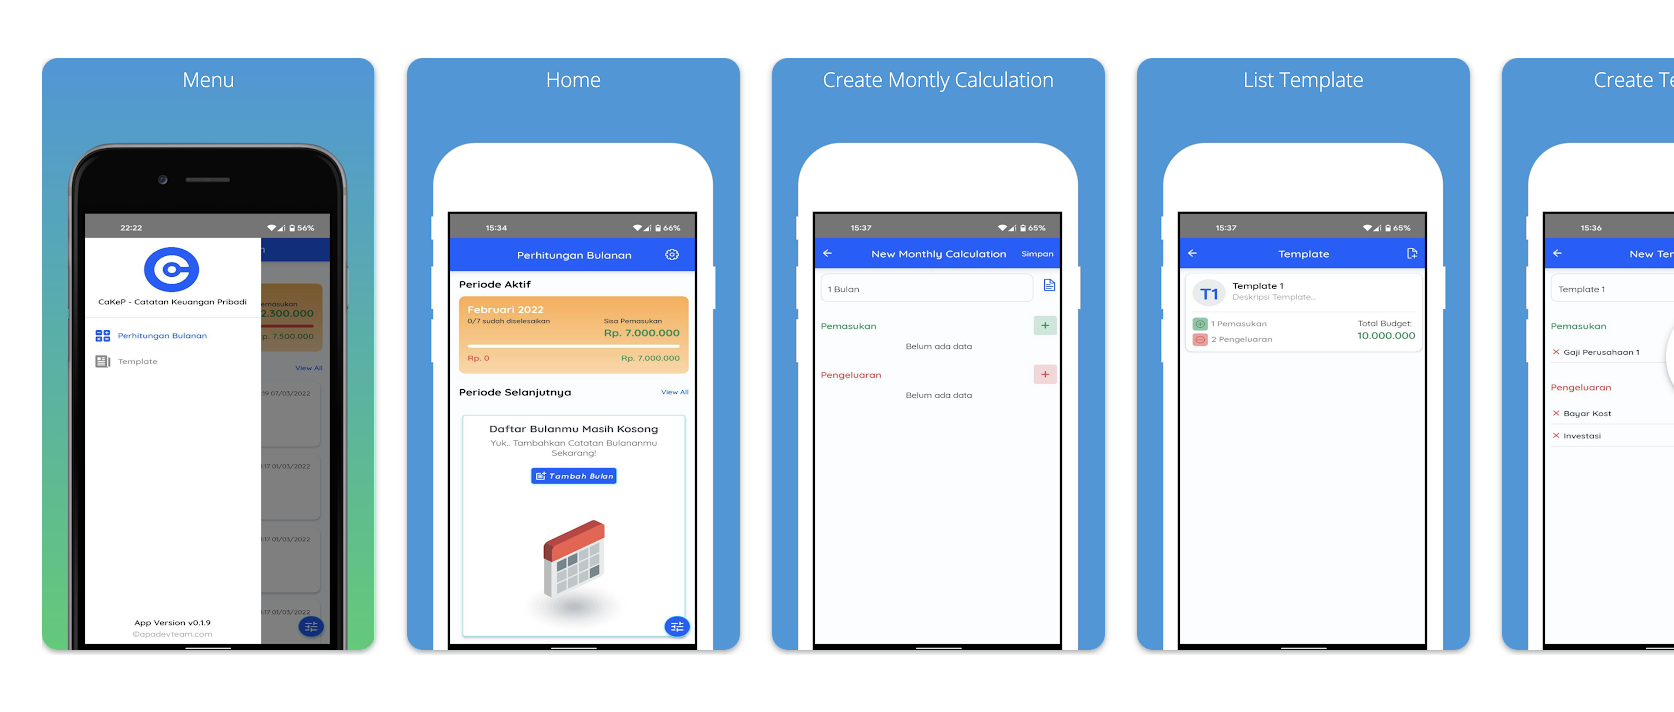 Menu
22:22
56%
CaKeP - Catatan Keuangan Pribadi
Perhitungan Bulanan
Template
App Version v0.1.9
©apadevteam.com
2.300.000
7.500.000
View All
07/03/2022
01/03/2022
01/03/2022
01/03/2022
Home
15:34
66%
Perhitungan Bulanan
Periode Aktif
Februari 2022
0/7 sudah diselesaikan
Sisa Pemasukan
Rp. 7.000.000
Rp. 0
Rp. 7.000.000
Periode Selanjutnya
View All
Daftar Bulanmu Masih Kosong
Yuk.. Tambahkan Catatan Bulananmu
Sekarang!
Tambah Bulan
Create Montly Calculation
15:37
65%
New Monthly Calculation
Simpan
1 Bulan
Pemasukan
+
Belum ada data
Pengeluaran
+
Belum ada data
List Template
15:37
65%
Template
T1
Template 1
Deskripsi Template...
1 Pemasukan
2 Pengeluaran
Total Budget:
10.000.000
Create
15:36
New
Template 1
Pemasukan
Gaji Perusahaan 1
Pengeluaran
Bayar Kost
Investasi